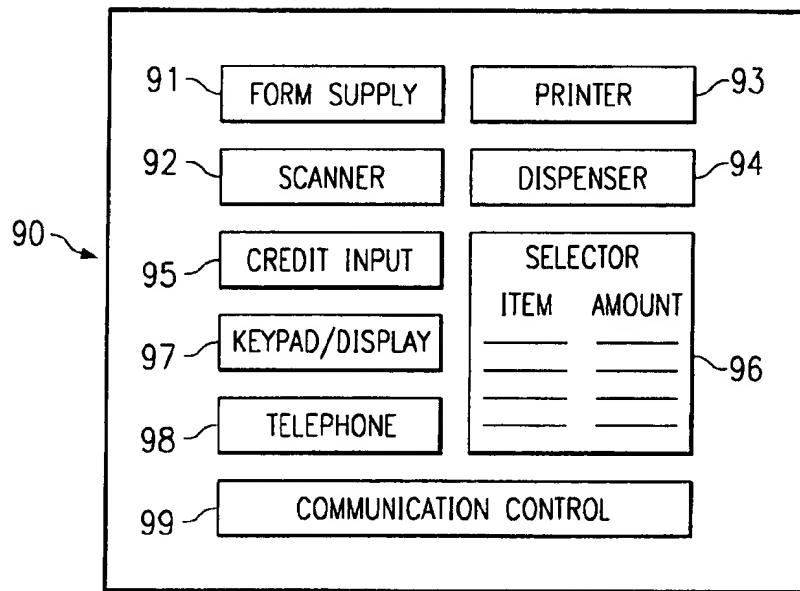 91 FORM SUPPLY PRINTER 93
92 SCANNER DISPENSER 94
90
95 CREDIT INPUT SELECTOR
ITEM AMOUNT
97 KEYPAD/DISPLAY 96
98 TELEPHONE
99 COMMUNICATION CONTROL